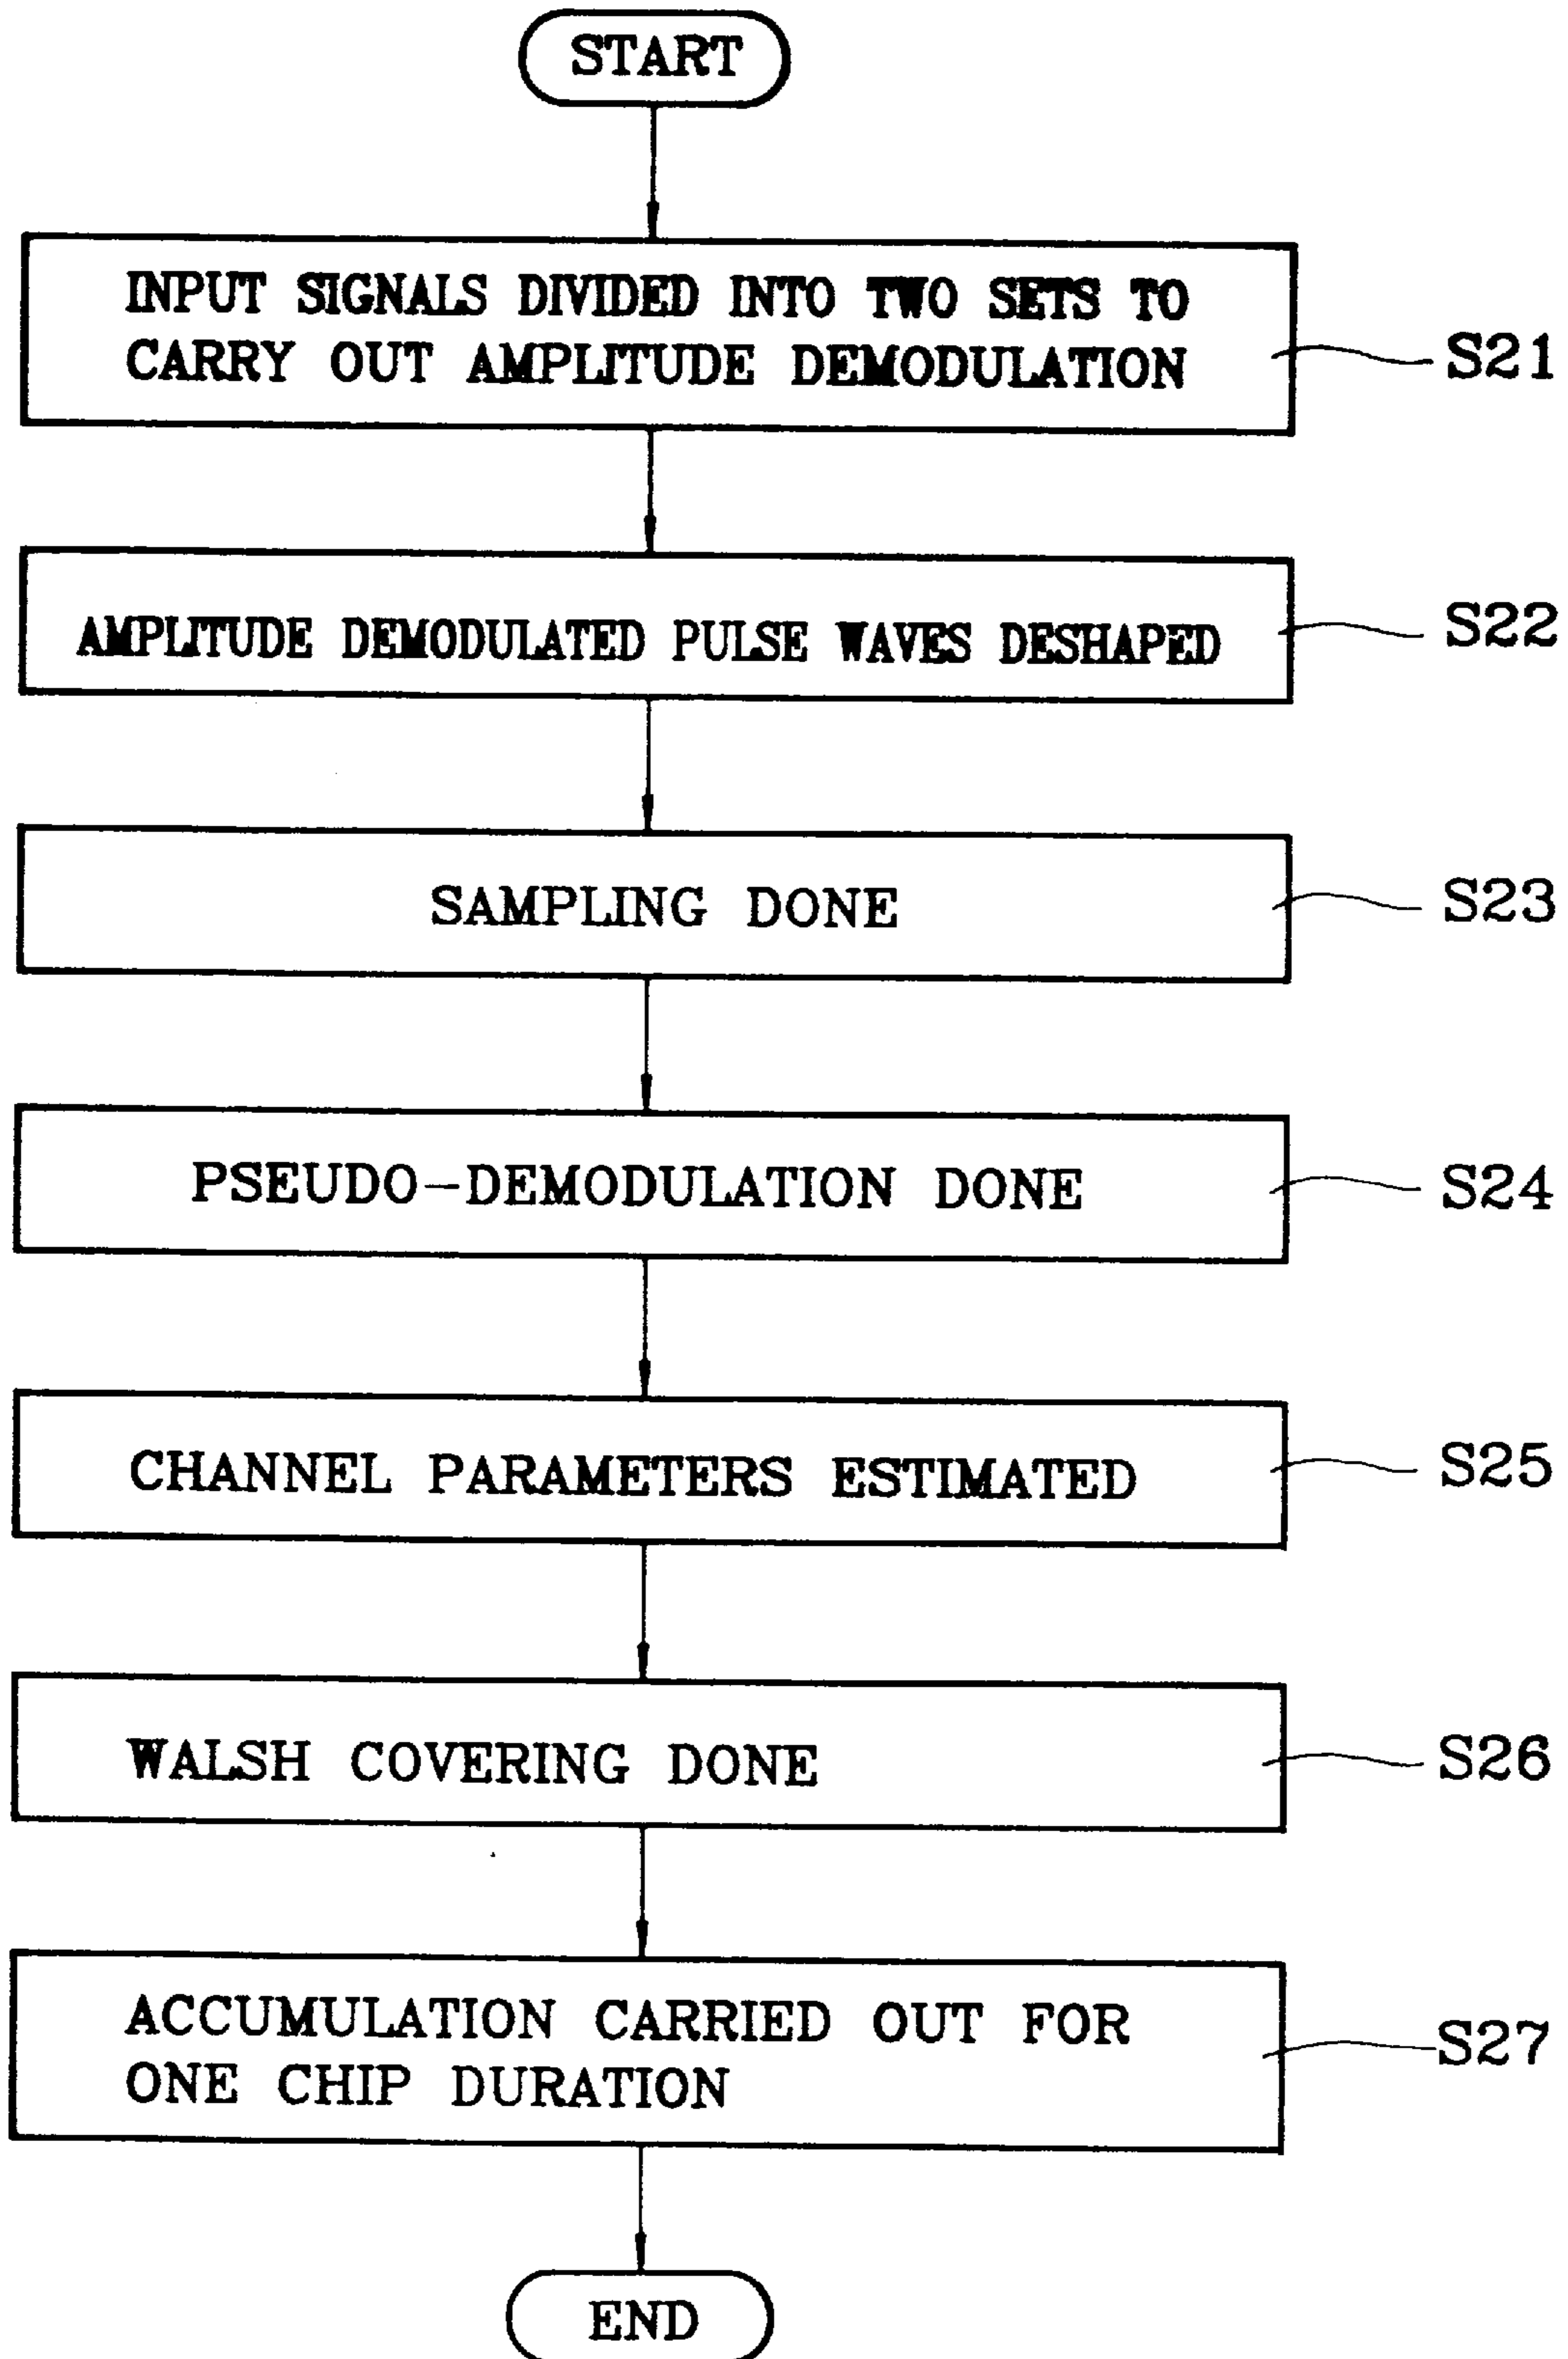 START
INPUT SIGNALS DIVIDED INTO TWO SETS TO
CARRY OUT AMPLITUDE DEMODULATION
S21
AMPLITUDE DEMODULATED PULSE WAVES DESHAPED
S22
SAMPLING DONE
S23
PSEUDO-DEMODULATION DONE
S24
CHANNEL PARAMETERS ESTIMATED
S25
WALSH COVERING DONE
S26
ACCUMULATION CARRIED OUT FOR
ONE CHIP DURATION
S27
END